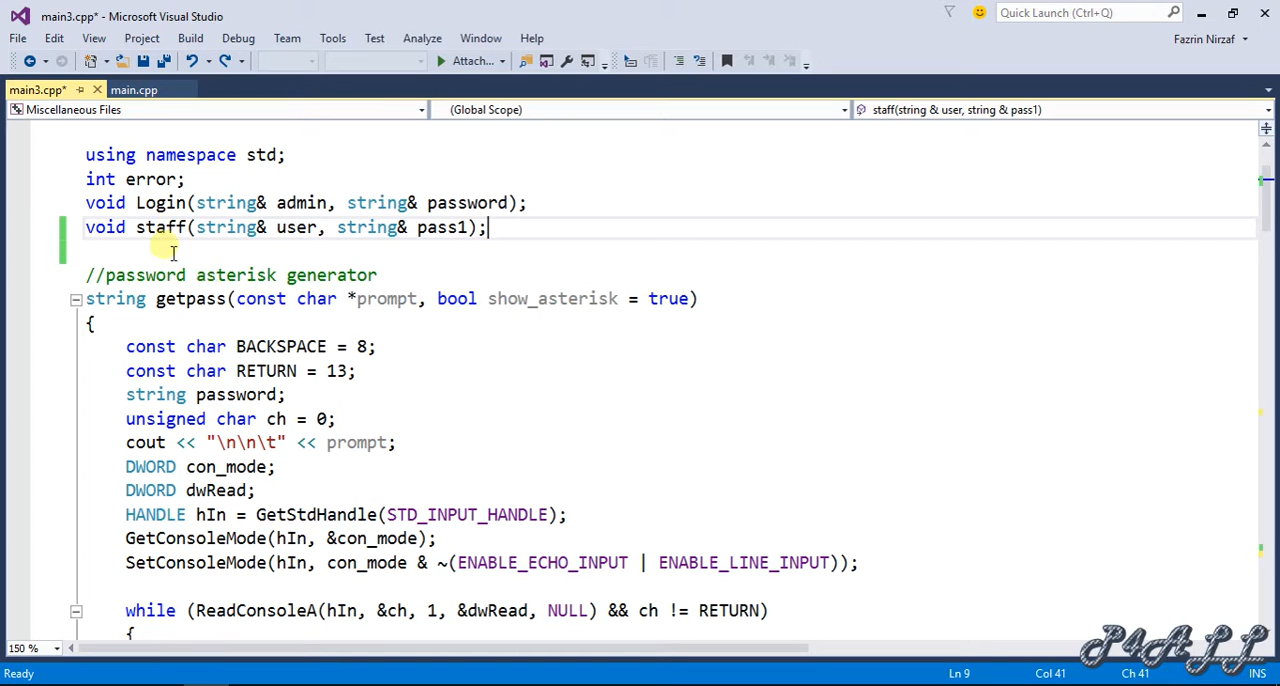 main3.cpp* - Microsoft Visual Studio
Quick Launch (Ctrl+Q)
File Edit View Project Build Debug Team Tools Test Analyze Window Help
Fazrin Nirzaf
Attach...
main3.cpp* main.cpp
Miscellaneous Files (Global Scope) staff(string & user, string & pass1)
using namespace std;
int error;
void Login(string& admin, string& password);
void staff(string& user, string& pass1);
//password asterisk generator
string getpass(const char *prompt, bool show_asterisk = true)
{
const char BACKSPACE = 8;
const char RETURN = 13;
string password;
unsigned char ch = 0;
cout << "\n\n\t" << prompt;
DWORD con_mode;
DWORD dwRead;
HANDLE hIn = GetStdHandle(STD_INPUT_HANDLE);
GetConsoleMode(hIn, &con_mode);
SetConsoleMode(hIn, con_mode & ~(ENABLE_ECHO_INPUT | ENABLE_LINE_INPUT));
while (ReadConsoleA(hIn, &ch, 1, &dwRead, NULL) && ch != RETURN)
{
150 %
P4ALL
Ready Ln 9 Col 41 Ch 41 INS